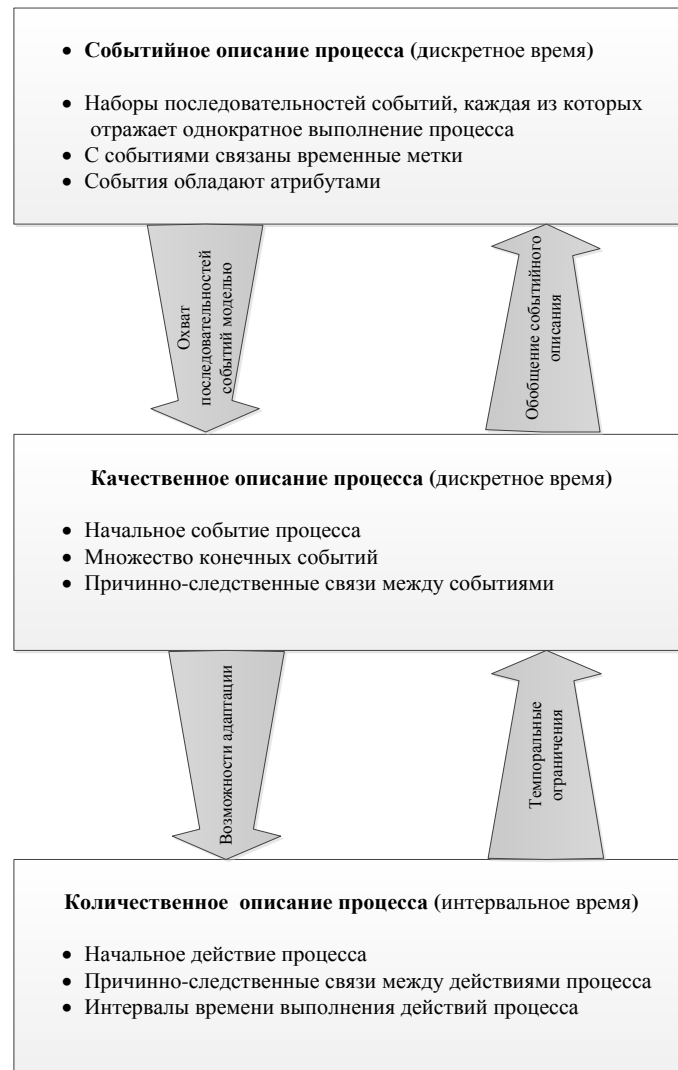 • Событийное описание процесса (дискретное время)
• Наборы последовательностей событий, каждая из которых
отражает однократное выполнение процесса
• С событиями связаны временные метки
• События обладают атрибутами
Охват
последовательностей
событий моделью
Обобщение событийного
описания
Качественное описание процесса (дискретное время)
• Начальное событие процесса
• Множество конечных событий
• Причинно-следственные связи между событиями
Возможности адаптации
Темпоральные
ограничения
Количественное описание процесса (интервальное время)
• Начальное действие процесса
• Причинно-следственные связи между действиями процесса
• Интервалы времени выполнения действий процесса